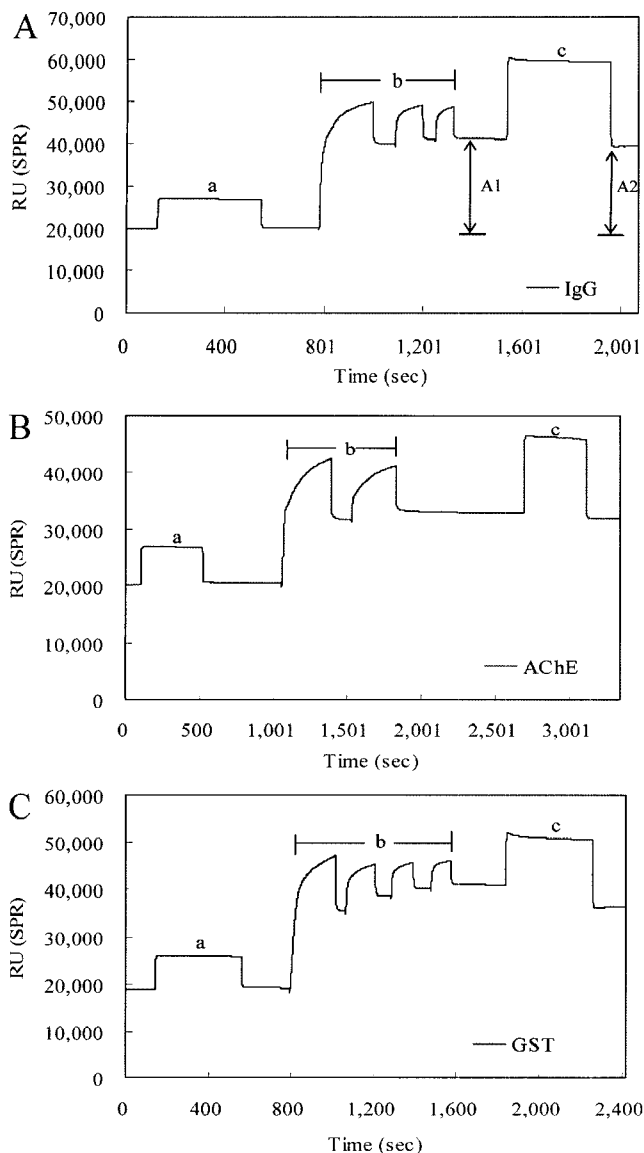 A
70,000
60,000
50,000
40,000
30,000
20,000
10,000
0
RU (SPR)
a
b
c
A1
A2
IgG
0 400 801 1,201 1,601 2,001
Time (sec)
B
50,000
40,000
30,000
20,000
10,000
0
RU (SPR)
a
b
c
AChE
0 500 1,001 1,501 2,001 2,501 3,001
Time (sec)
C
60,000
50,000
40,000
30,000
20,000
10,000
0
RU (SPR)
a
b
c
GST
0 400 800 1,200 1,600 2,000 2,400
Time (sec)